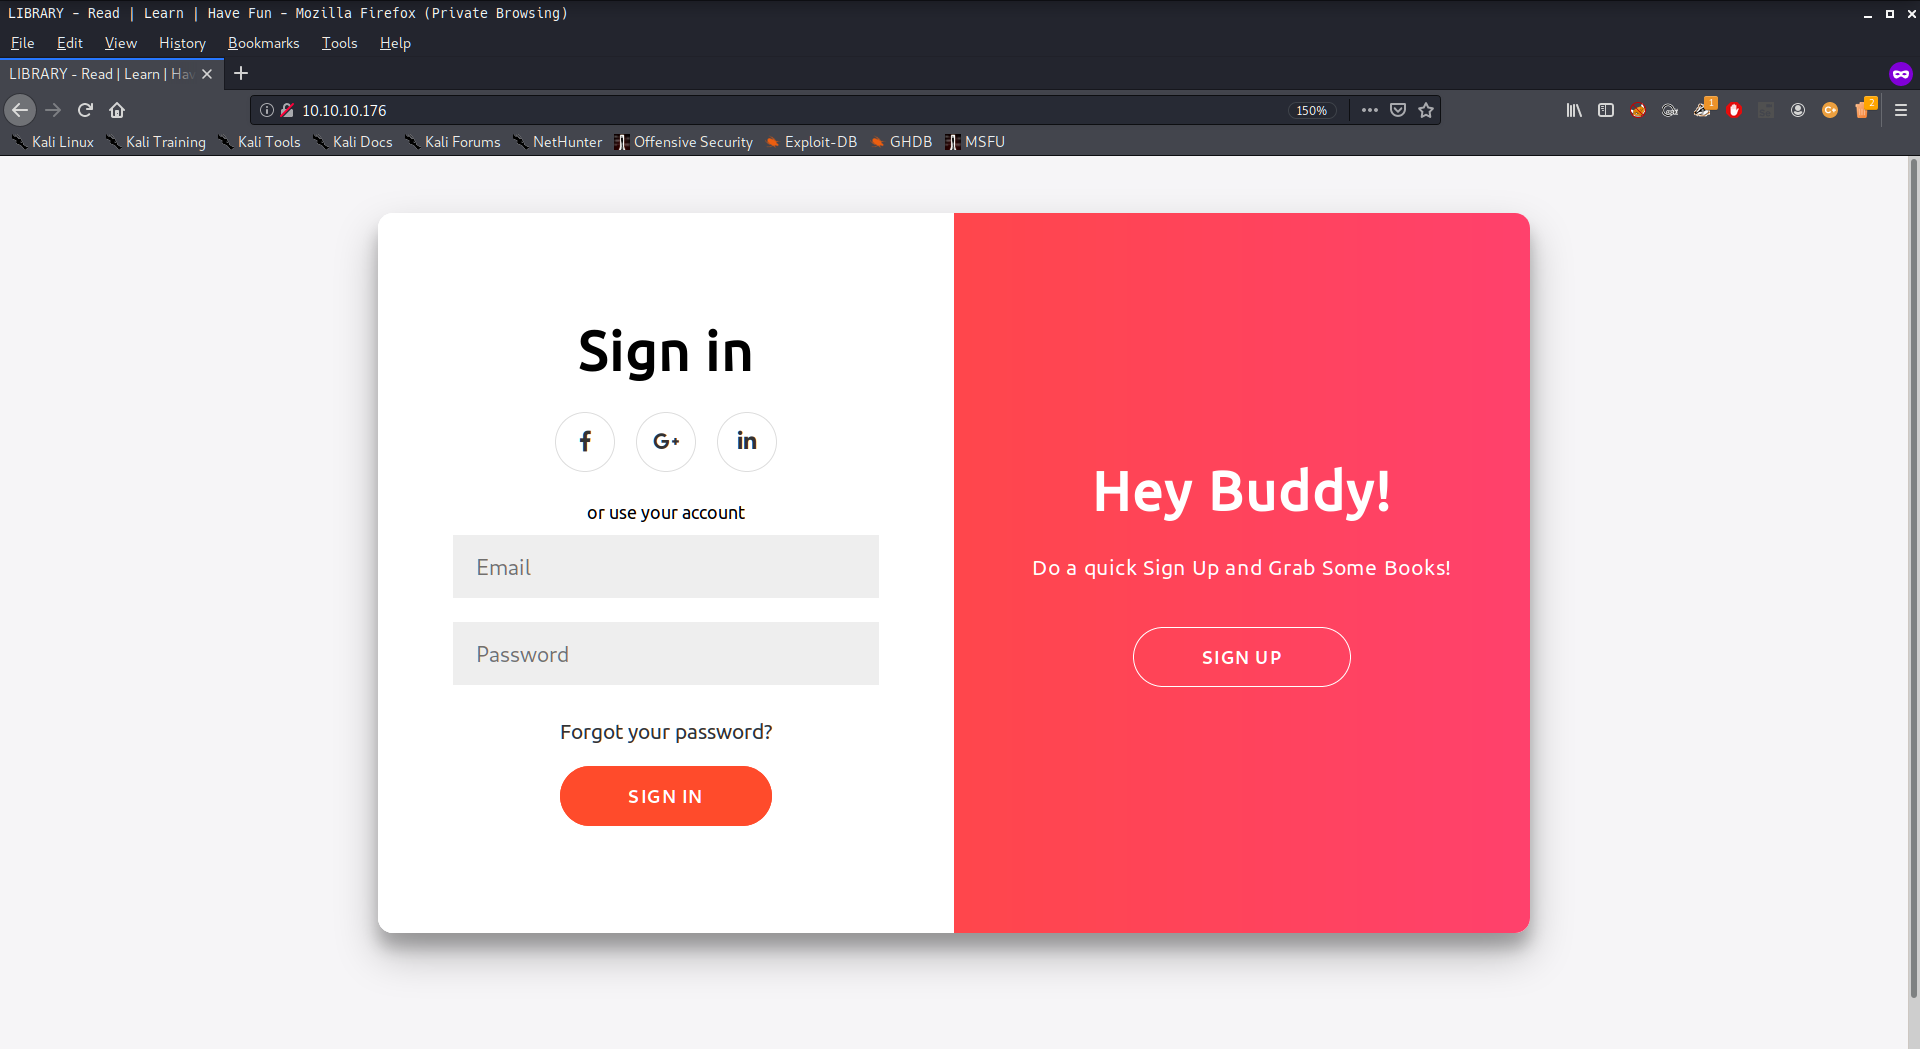 LIBRARY - Read | Learn | Have Fun - Mozilla Firefox (Private Browsing)
File Edit View History Bookmarks Tools Help
LIBRARY - Read | Learn | Hav
10.10.10.176 150%
1 2
Kali Linux Kali Training Kali Tools Kali Docs Kali Forums NetHunter Offensive Security Exploit-DB GHDB MSFU
Sign in
f G+ in
or use your account
Email
Password
Forgot your password?
SIGN IN
Hey Buddy!
Do a quick Sign Up and Grab Some Books!
SIGN UP